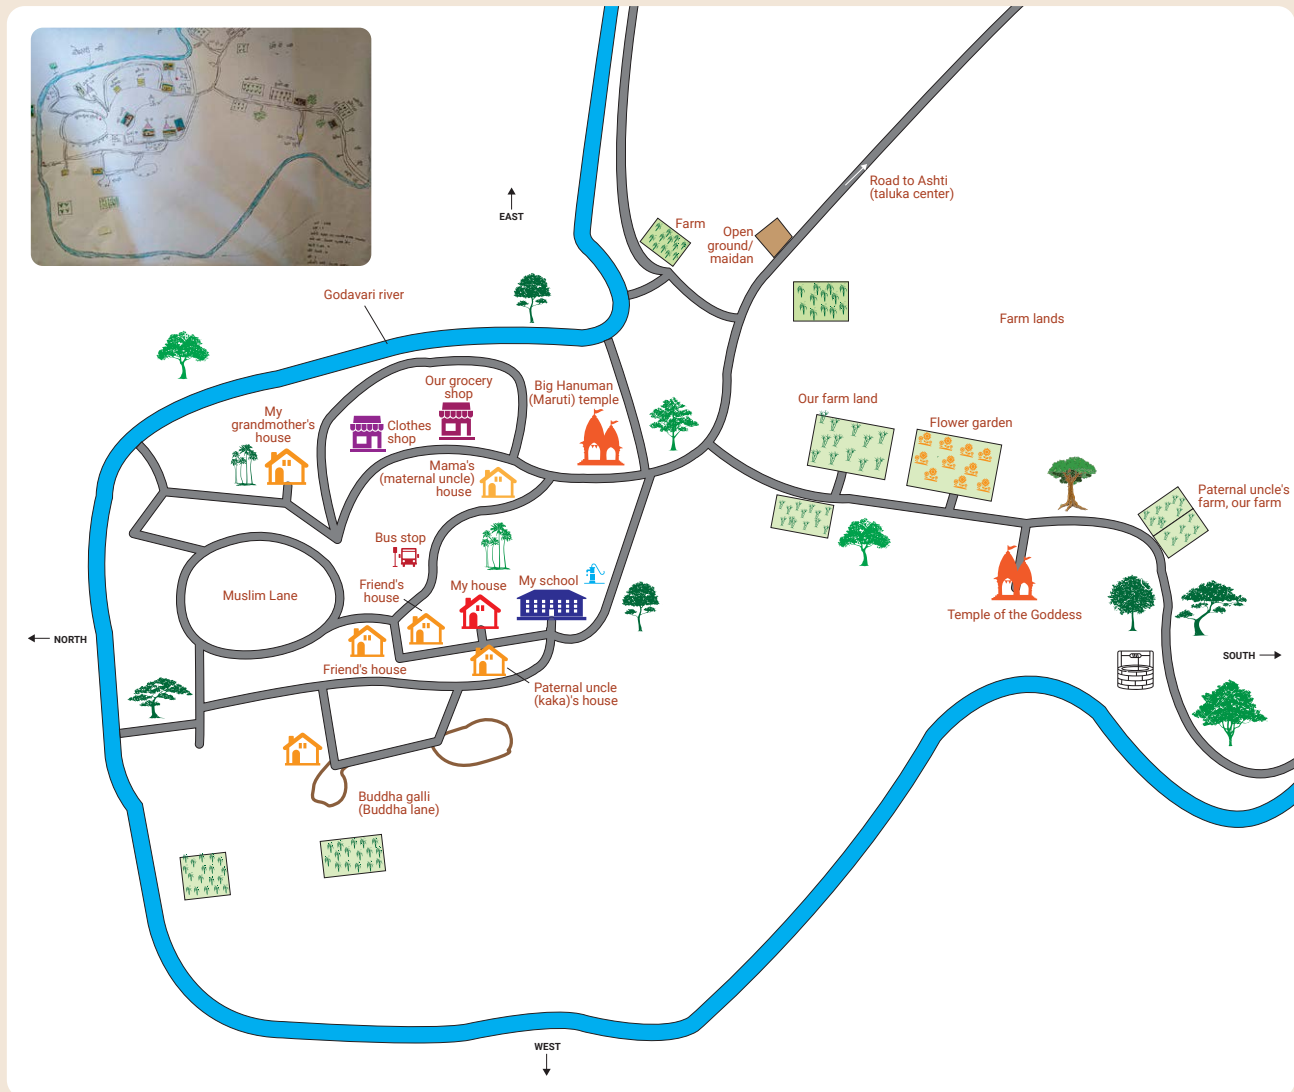 EAST
Road to Ashti
(taluka center)
Farm
Open
ground/
maidan
Godavari river
Farm lands
Our grocery
shop
Big Hanuman
(Maruti) temple
My
grandmother's
house
Clothes
shop
Our farm land
Flower garden
Mama's
(maternal uncle)
house
Paternal uncle's
farm, our farm
Bus stop
Friend's
house
My house
My school
Muslim Lane
Temple of the Goddess
NORTH
SOUTH
Friend's house
Paternal uncle
(kaka)'s house
Buddha galli
(Buddha lane)
WEST